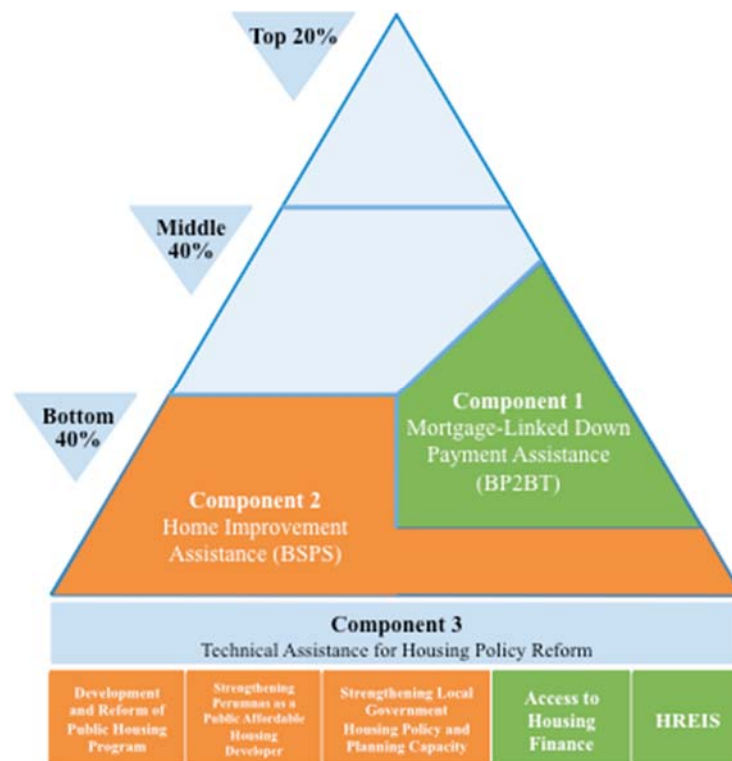 Top 20%
Middle
40%
Bottom
40%
Component 1
Mortgage-Linked Down
Payment Assistance
(BP2BT)
Component 2
Home Improvement
Assistance (BSPS)
Component 3
Technical Assistance for Housing Policy Reform
Development
and Reform of
Public Housing
Program
Strengthening
Perumnas as a
Public Affordable
Housing
Developer
Strengthening Local
Government
Housing Policy and
Planning Capacity
Access to
Housing
Finance
HREIS